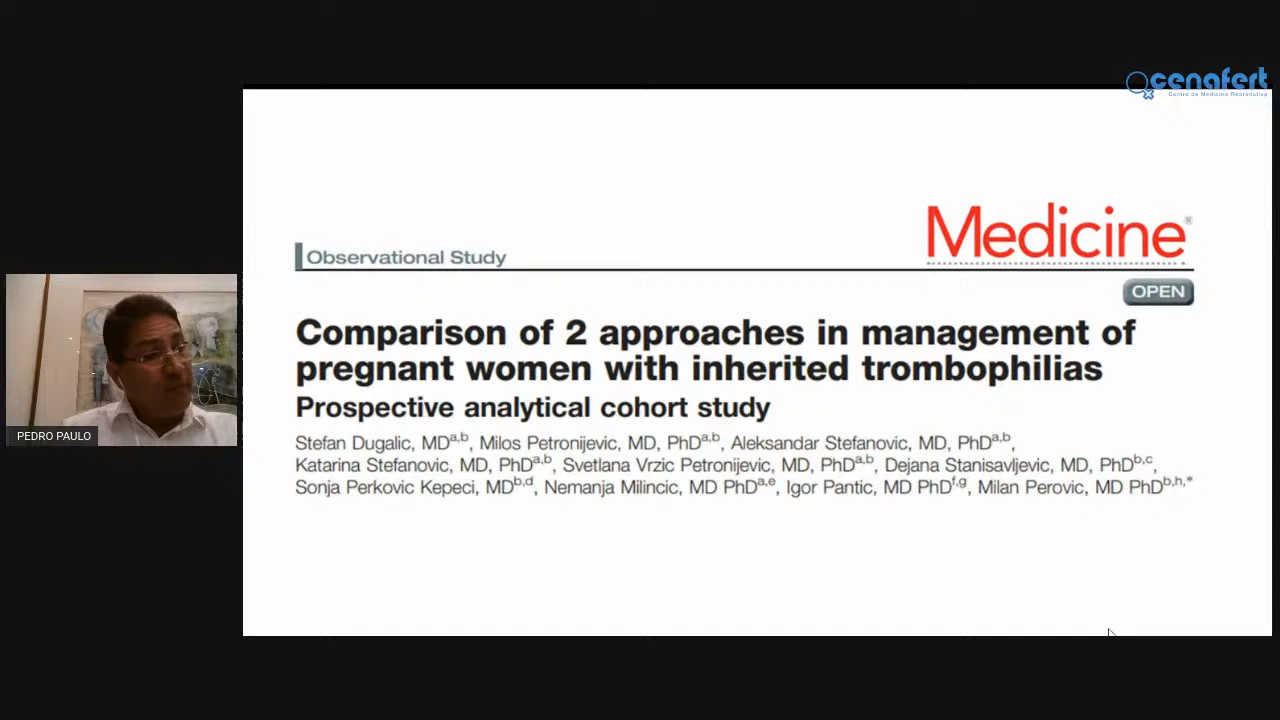 cenafert
Centro de Medicina Reprodutiva
Medicine®
Observational Study
OPEN
Comparison of 2 approaches in management of
pregnant women with inherited trombophilias
Prospective analytical cohort study
Stefan Dugalic, MDa,b, Milos Petronijevic, MD, PhDa,b, Aleksandar Stefanovic, MD, PhDa,b,
Katarina Stefanovic, MD, PhDa,b, Svetlana Vrzic Petronijevic, MD, PhDa,b, Dejana Stanisavljevic, MD, PhDb,c,
Sonja Perkovic Kepeci, MDb,d, Nemanja Milincic, MD PhDa,e, Igor Pantic, MD PhDf,g, Milan Perovic, MD PhDb,h,*
PEDRO PAULO